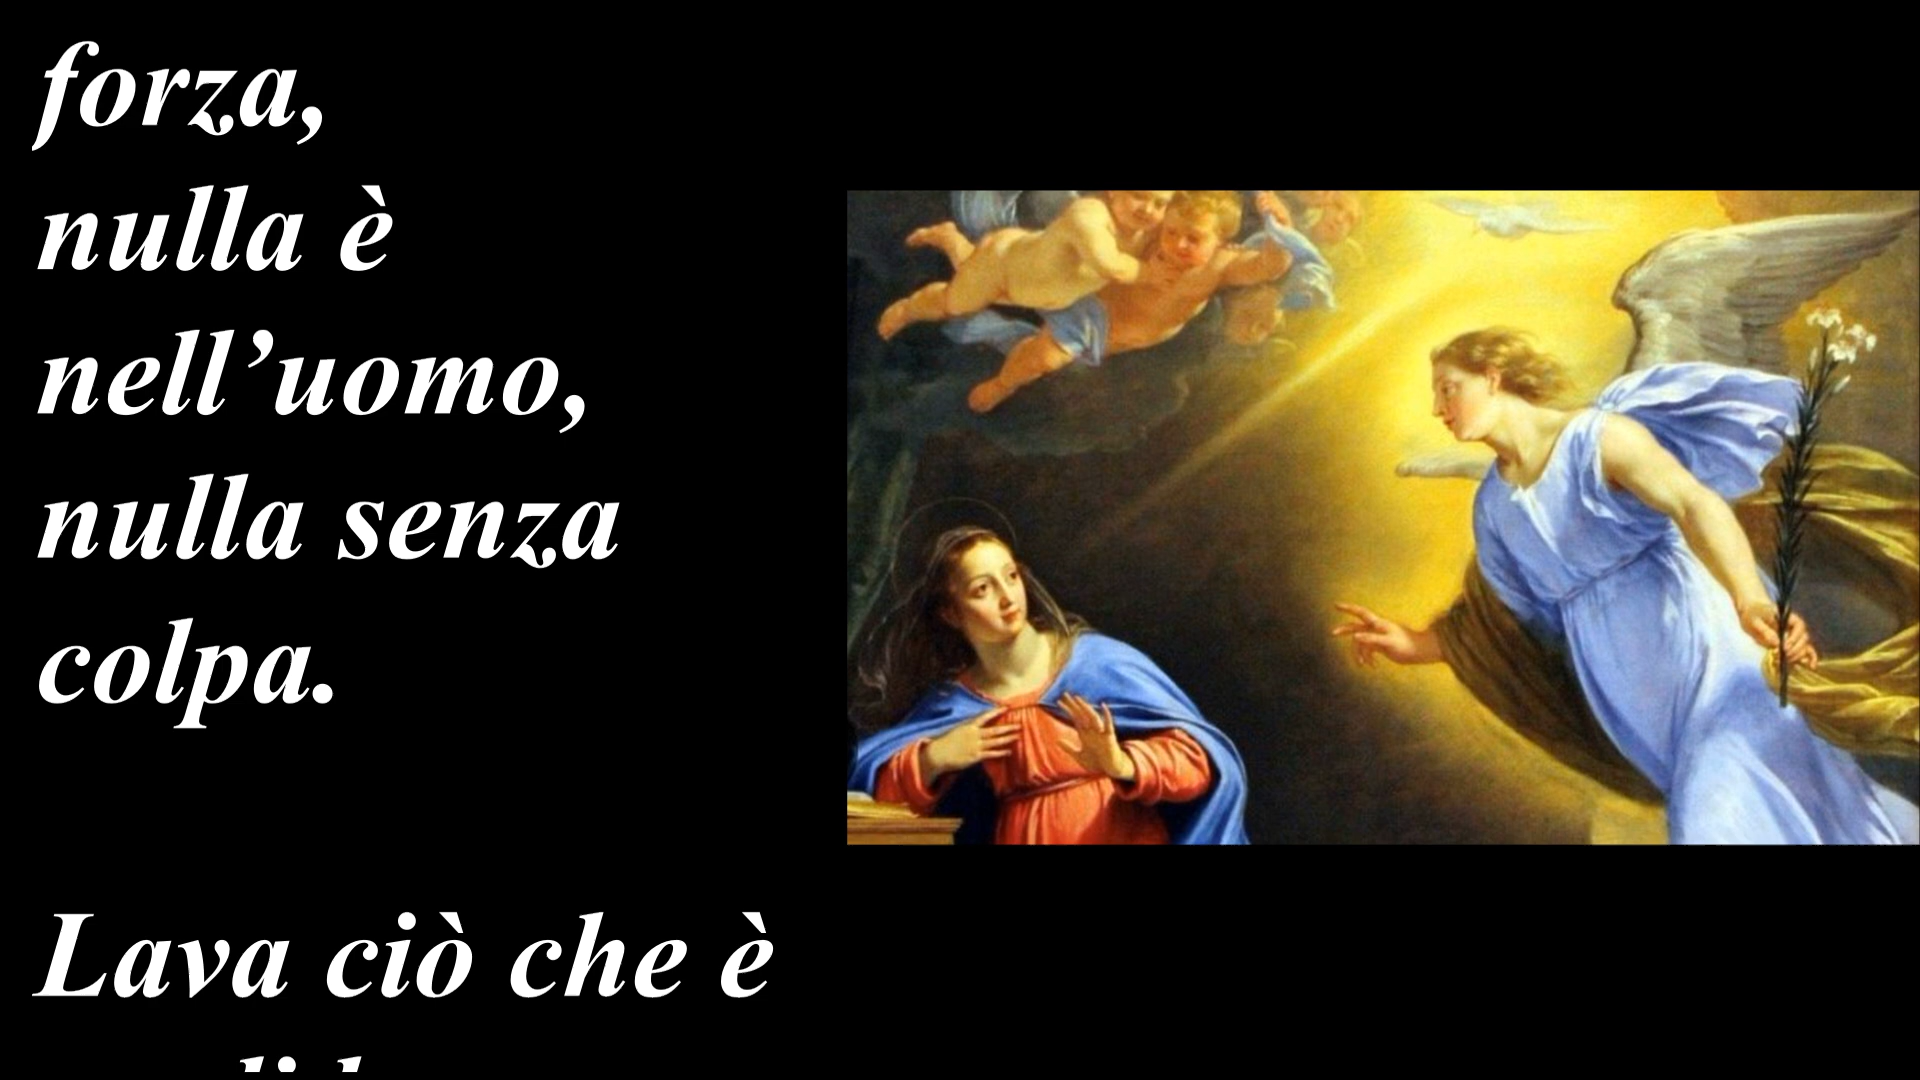 forza,
nulla è
nell’uomo,
nulla senza
colpa.
Lava ciò che è